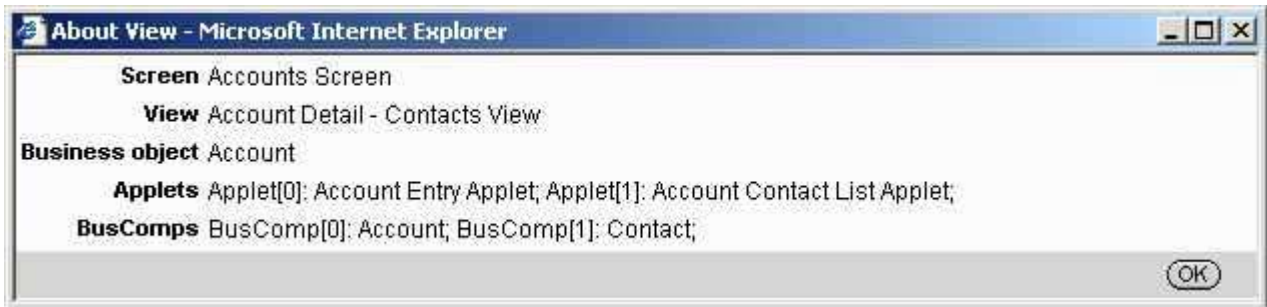 About View - Microsoft Internet Explorer
Screen Accounts Screen
View Account Detail - Contacts View
Business object Account
Applets Applet[0]: Account Entry Applet; Applet[1]: Account Contact List Applet;
BusComps BusComp[0]: Account; BusComp[1]: Contact;
OK